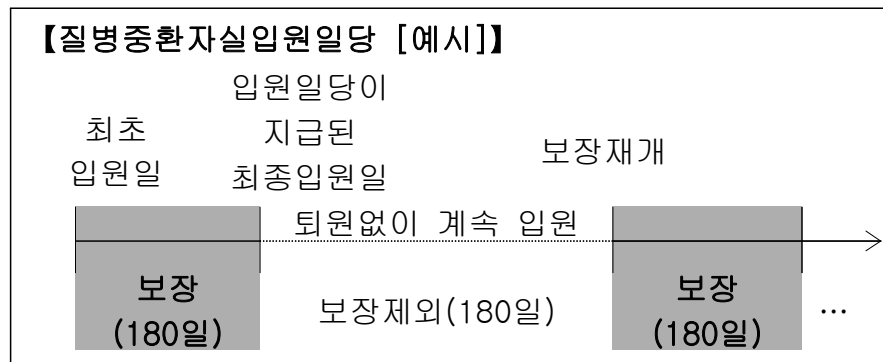 【질병중환자실입원일당 [예시]】
최초
입원일
입원일당이
지급된
최종입원일
보장재개
퇴원없이 계속 입원
보장
(180일)
보장제외(180일)
보장
(180일)
…